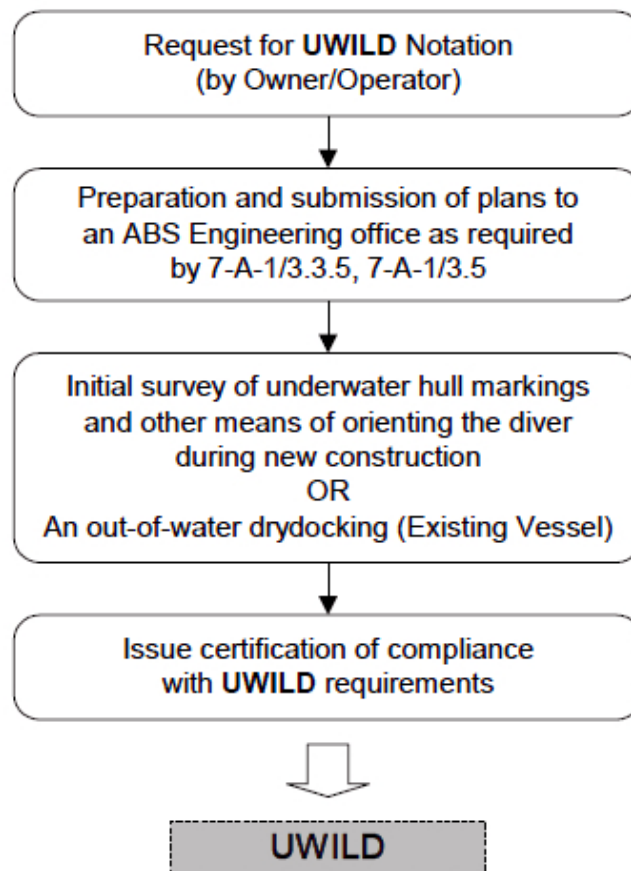 Request for UWILD Notation
(by Owner/Operator)
Preparation and submission of plans to
an ABS Engineering office as required
by 7-A-1/3.3.5, 7-A-1/3.5
Initial survey of underwater hull markings
and other means of orienting the diver
during new construction
OR
An out-of-water drydocking (Existing Vessel)
Issue certification of compliance
with UWILD requirements
UWILD